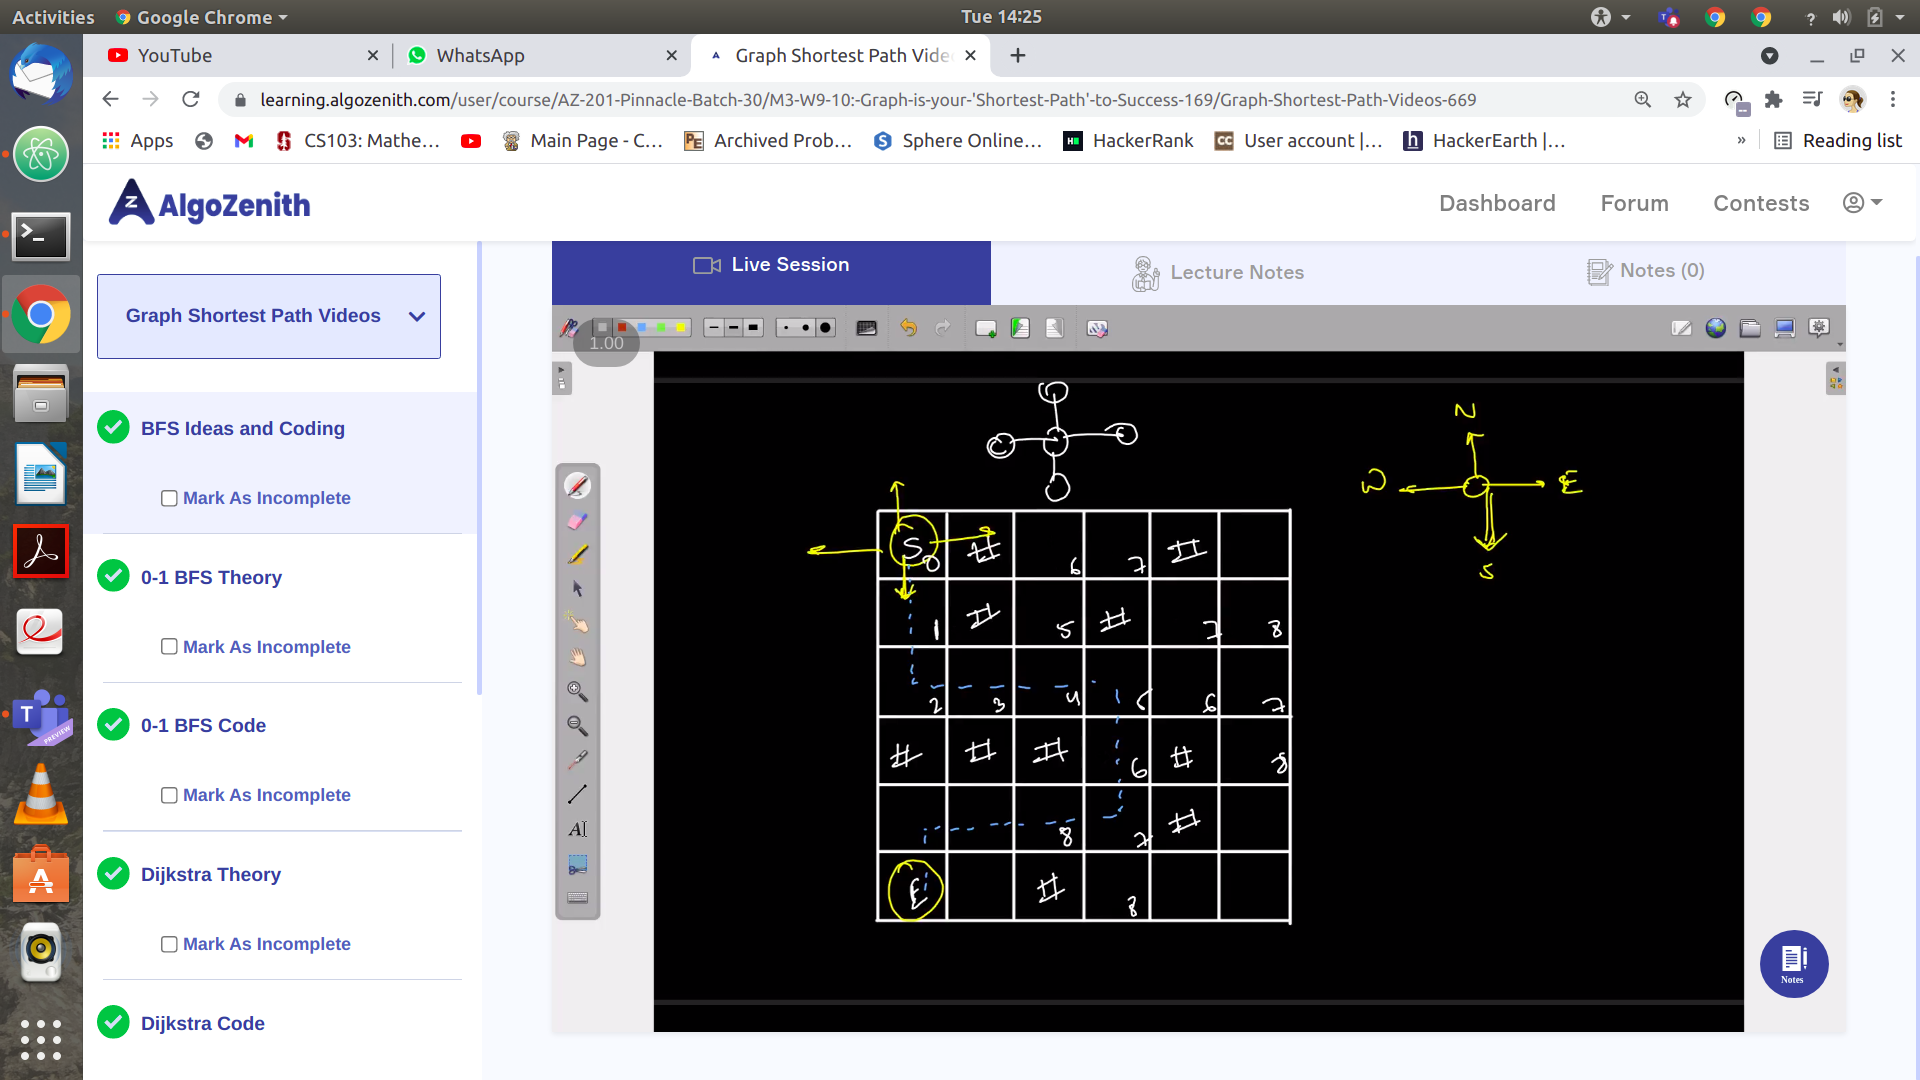 Activities Google Chrome Tue 14:25
YouTube WhatsApp Graph Shortest Path Vide
learning.algozenith.com/user/course/AZ-201-Pinnacle-Batch-30/M3-W9-10:-Graph-is-your-'Shortest-Path'-to-Success-169/Graph-Shortest-Path-Videos-669
Apps CS103: Mathe... Main Page - C... Archived Prob... Sphere Online... HackerRank User account |... HackerEarth |... » Reading list
AlgoZenith Dashboard Forum Contests
Graph Shortest Path Videos
BFS Ideas and Coding
Mark As Incomplete
0-1 BFS Theory
Mark As Incomplete
0-1 BFS Code
Mark As Incomplete
Dijkstra Theory
Mark As Incomplete
Dijkstra Code
Live Session Lecture Notes Notes (0)
1.00
N
W E
S
S 0 # 6 7 #
1 # 5 # 7 8
2 3 4 5 6 7
# # # 6 # 8
8 7 #
E # 8
Notes